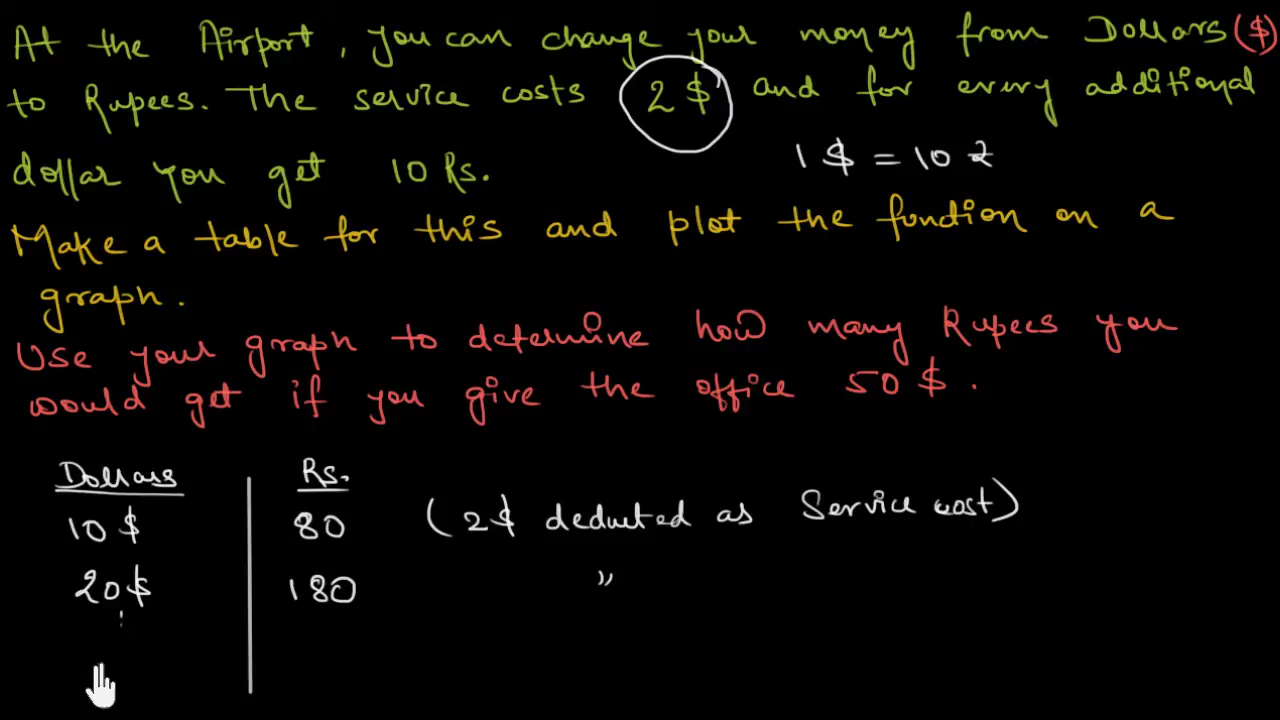 At the Airport, you can change your money from Dollars ($)
to Rupees. The service costs 2 $ and for every additional
dollar you get 10 Rs.
1 $ = 10 ₹
Make a table for this and plot the function on a
graph.
Use your graph to determine how many Rupees you
would get if you give the office 50 $.
Dollars Rs.
10 $ 80 (2$ deducted as Service cost)
20 $ 180 "